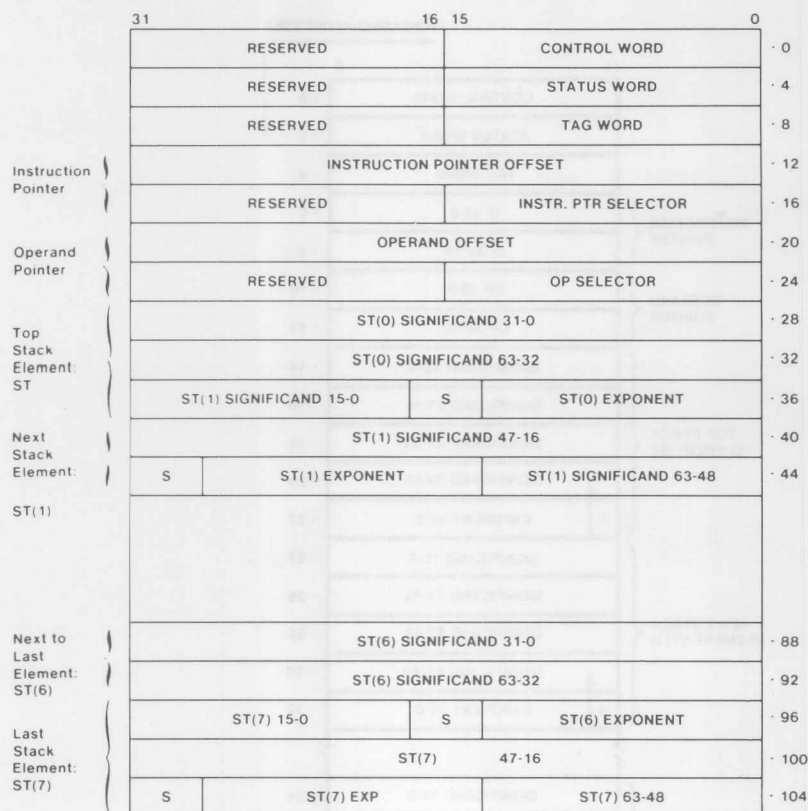 31 16 15 0
RESERVED CONTROL WORD · 0
RESERVED STATUS WORD · 4
RESERVED TAG WORD · 8
Instruction Pointer INSTRUCTION POINTER OFFSET · 12
RESERVED INSTR. PTR SELECTOR · 16
Operand Pointer OPERAND OFFSET · 20
RESERVED OP SELECTOR · 24
Top Stack Element: ST ST(0) SIGNIFICAND 31-0 · 28
ST(0) SIGNIFICAND 63-32 · 32
ST(1) SIGNIFICAND 15-0 S ST(0) EXPONENT · 36
Next Stack Element: ST(1) ST(1) SIGNIFICAND 47-16 · 40
S ST(1) EXPONENT ST(1) SIGNIFICAND 63-48 · 44
Next to Last Element: ST(6) ST(6) SIGNIFICAND 31-0 · 88
ST(6) SIGNIFICAND 63-32 · 92
Last Stack Element: ST(7) ST(7) 15-0 S ST(6) EXPONENT · 96
ST(7) 47-16 · 100
S ST(7) EXP ST(7) 63-48 · 104